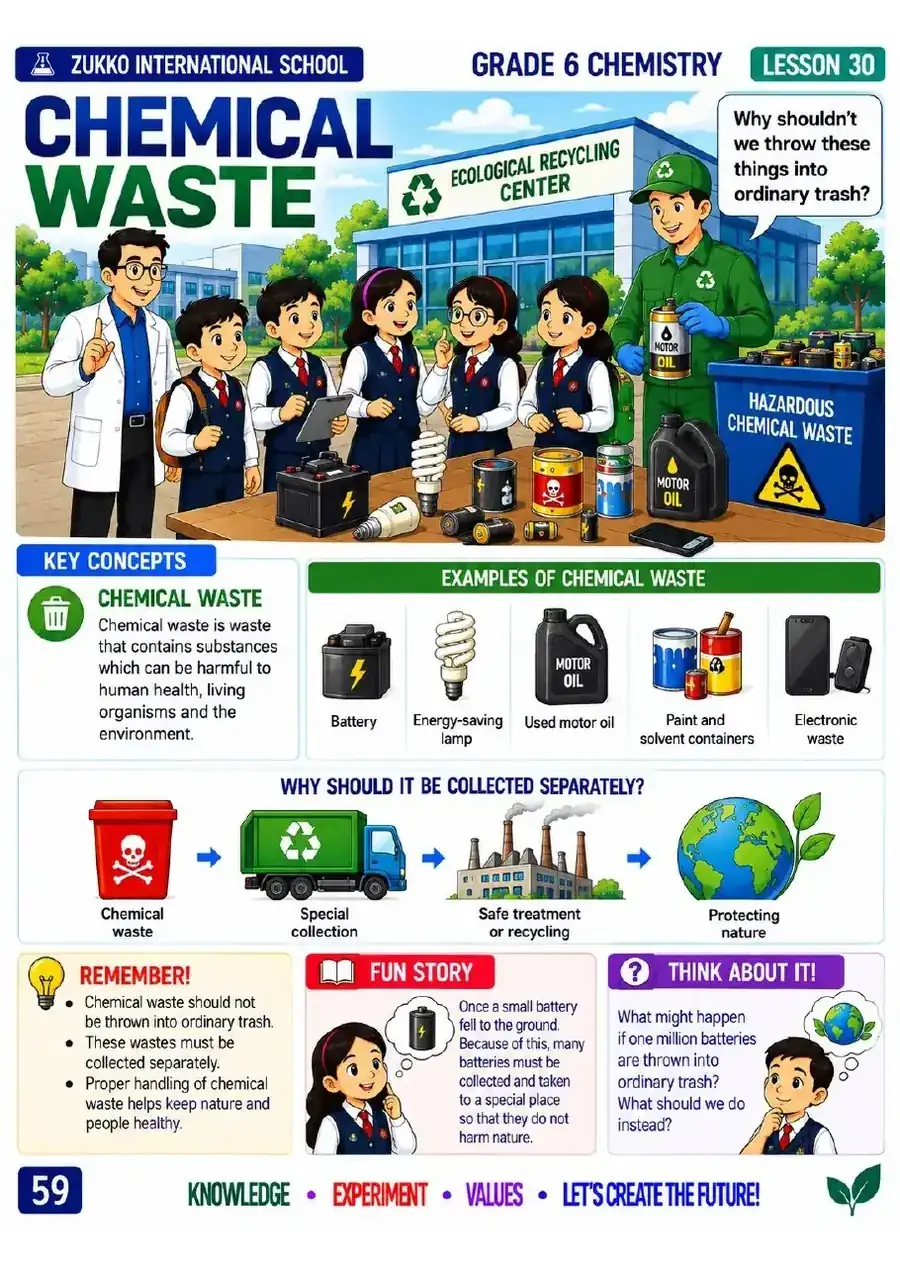 ZUKKO INTERNATIONAL SCHOOL
GRADE 6 CHEMISTRY
LESSON 30
CHEMICAL
WASTE
Why shouldn't
we throw these
things into
ordinary trash?
ECOLOGICAL RECYCLING
CENTER
MOTOR
OIL
HAZARDOUS
CHEMICAL WASTE
MOTOR
OIL
KEY CONCEPTS
CHEMICAL WASTE
Chemical waste is waste
that contains substances
which can be harmful to
human health, living
organisms and the
environment.
EXAMPLES OF CHEMICAL WASTE
MOTOR
OIL
Battery
Energy-saving
lamp
Used motor oil
Paint and
solvent containers
Electronic
waste
WHY SHOULD IT BE COLLECTED SEPARATELY?
Chemical
waste
Special
collection
Safe treatment
or recycling
Protecting
nature
REMEMBER!
• Chemical waste should not
be thrown into ordinary trash.
• These wastes must be
collected separately.
• Proper handling of chemical
waste helps keep nature and
people healthy.
FUN STORY
Once a small battery
fell to the ground.
Because of this, many
batteries must be
collected and taken
to a special place
so that they do not
harm nature.
? THINK ABOUT IT!
What might happen
if one million batteries
are thrown into
ordinary trash?
What should we do
instead?
59
KNOWLEDGE • EXPERIMENT • VALUES • LET'S CREATE THE FUTURE!